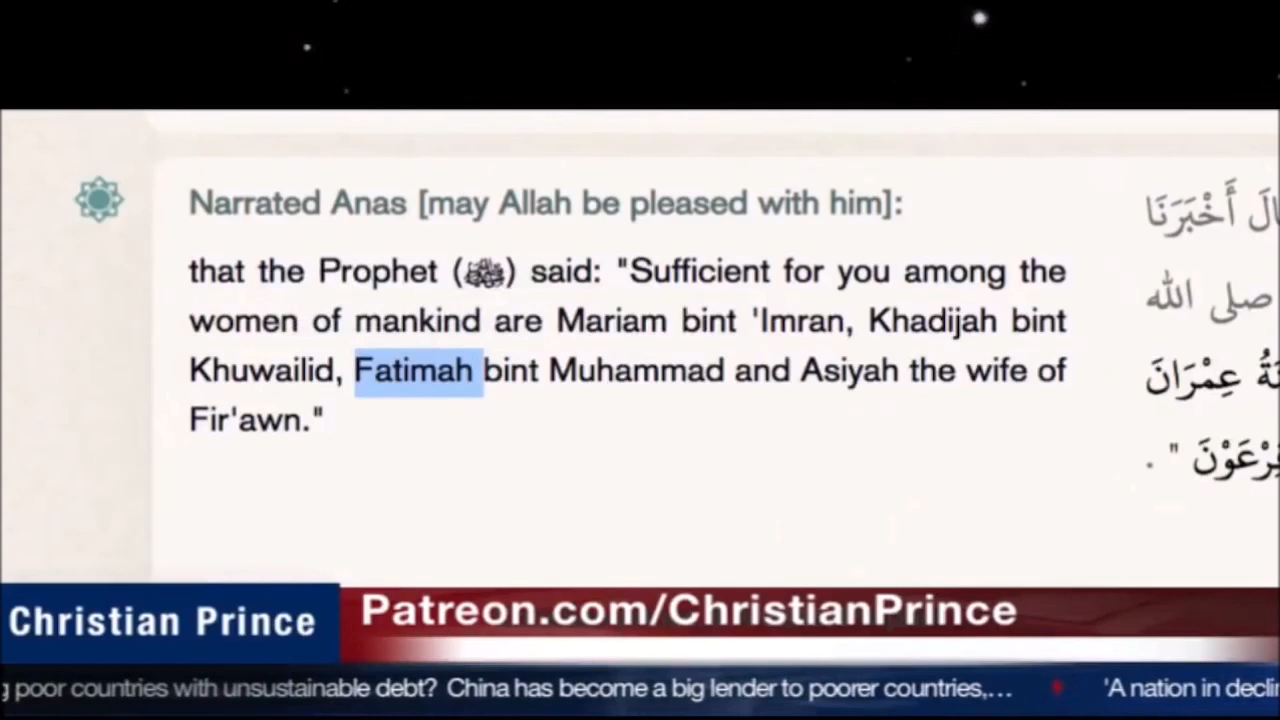 Narrated Anas [may Allah be pleased with him]:
that the Prophet (ﷺ) said: "Sufficient for you among the
women of mankind are Mariam bint 'Imran, Khadijah bint
Khuwailid, Fatimah bint Muhammad and Asiyah the wife of
Fir'awn."
أَخْبَرَنَا
صلى الله
عِمْرَانَ
فِرْعَوْنَ " .
Christian Prince
Patreon.com/ChristianPrince
poor countries with unsustainable debt? China has become a big lender to poorer countries,... 'A nation in